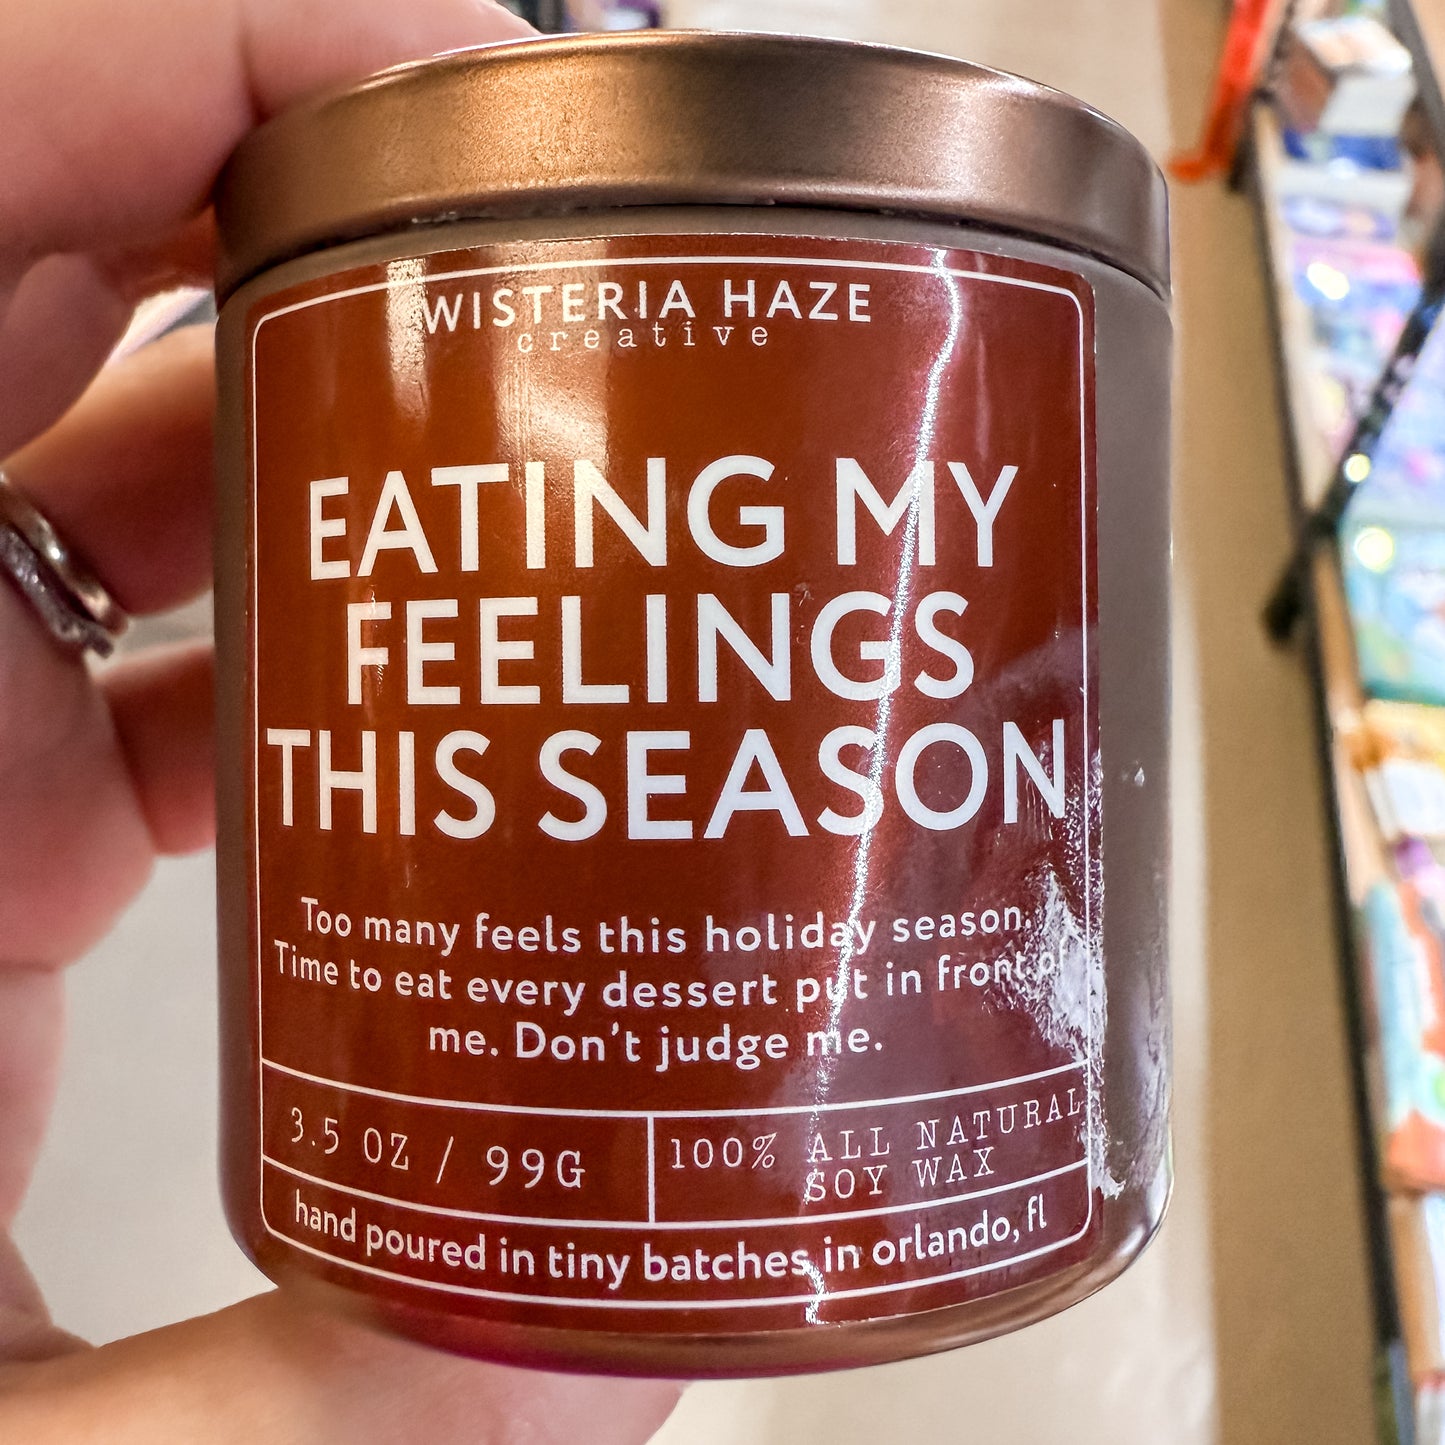 WISTERIA HAZE
creative
EATING MY
FEELINGS
THIS SEASON
Too many feels this holiday season.
Time to eat every dessert put in front of
me. Don't judge me.
3.5 OZ / 99G
100% ALL NATURAL
SOY WAX
hand poured in tiny batches in orlando, fl